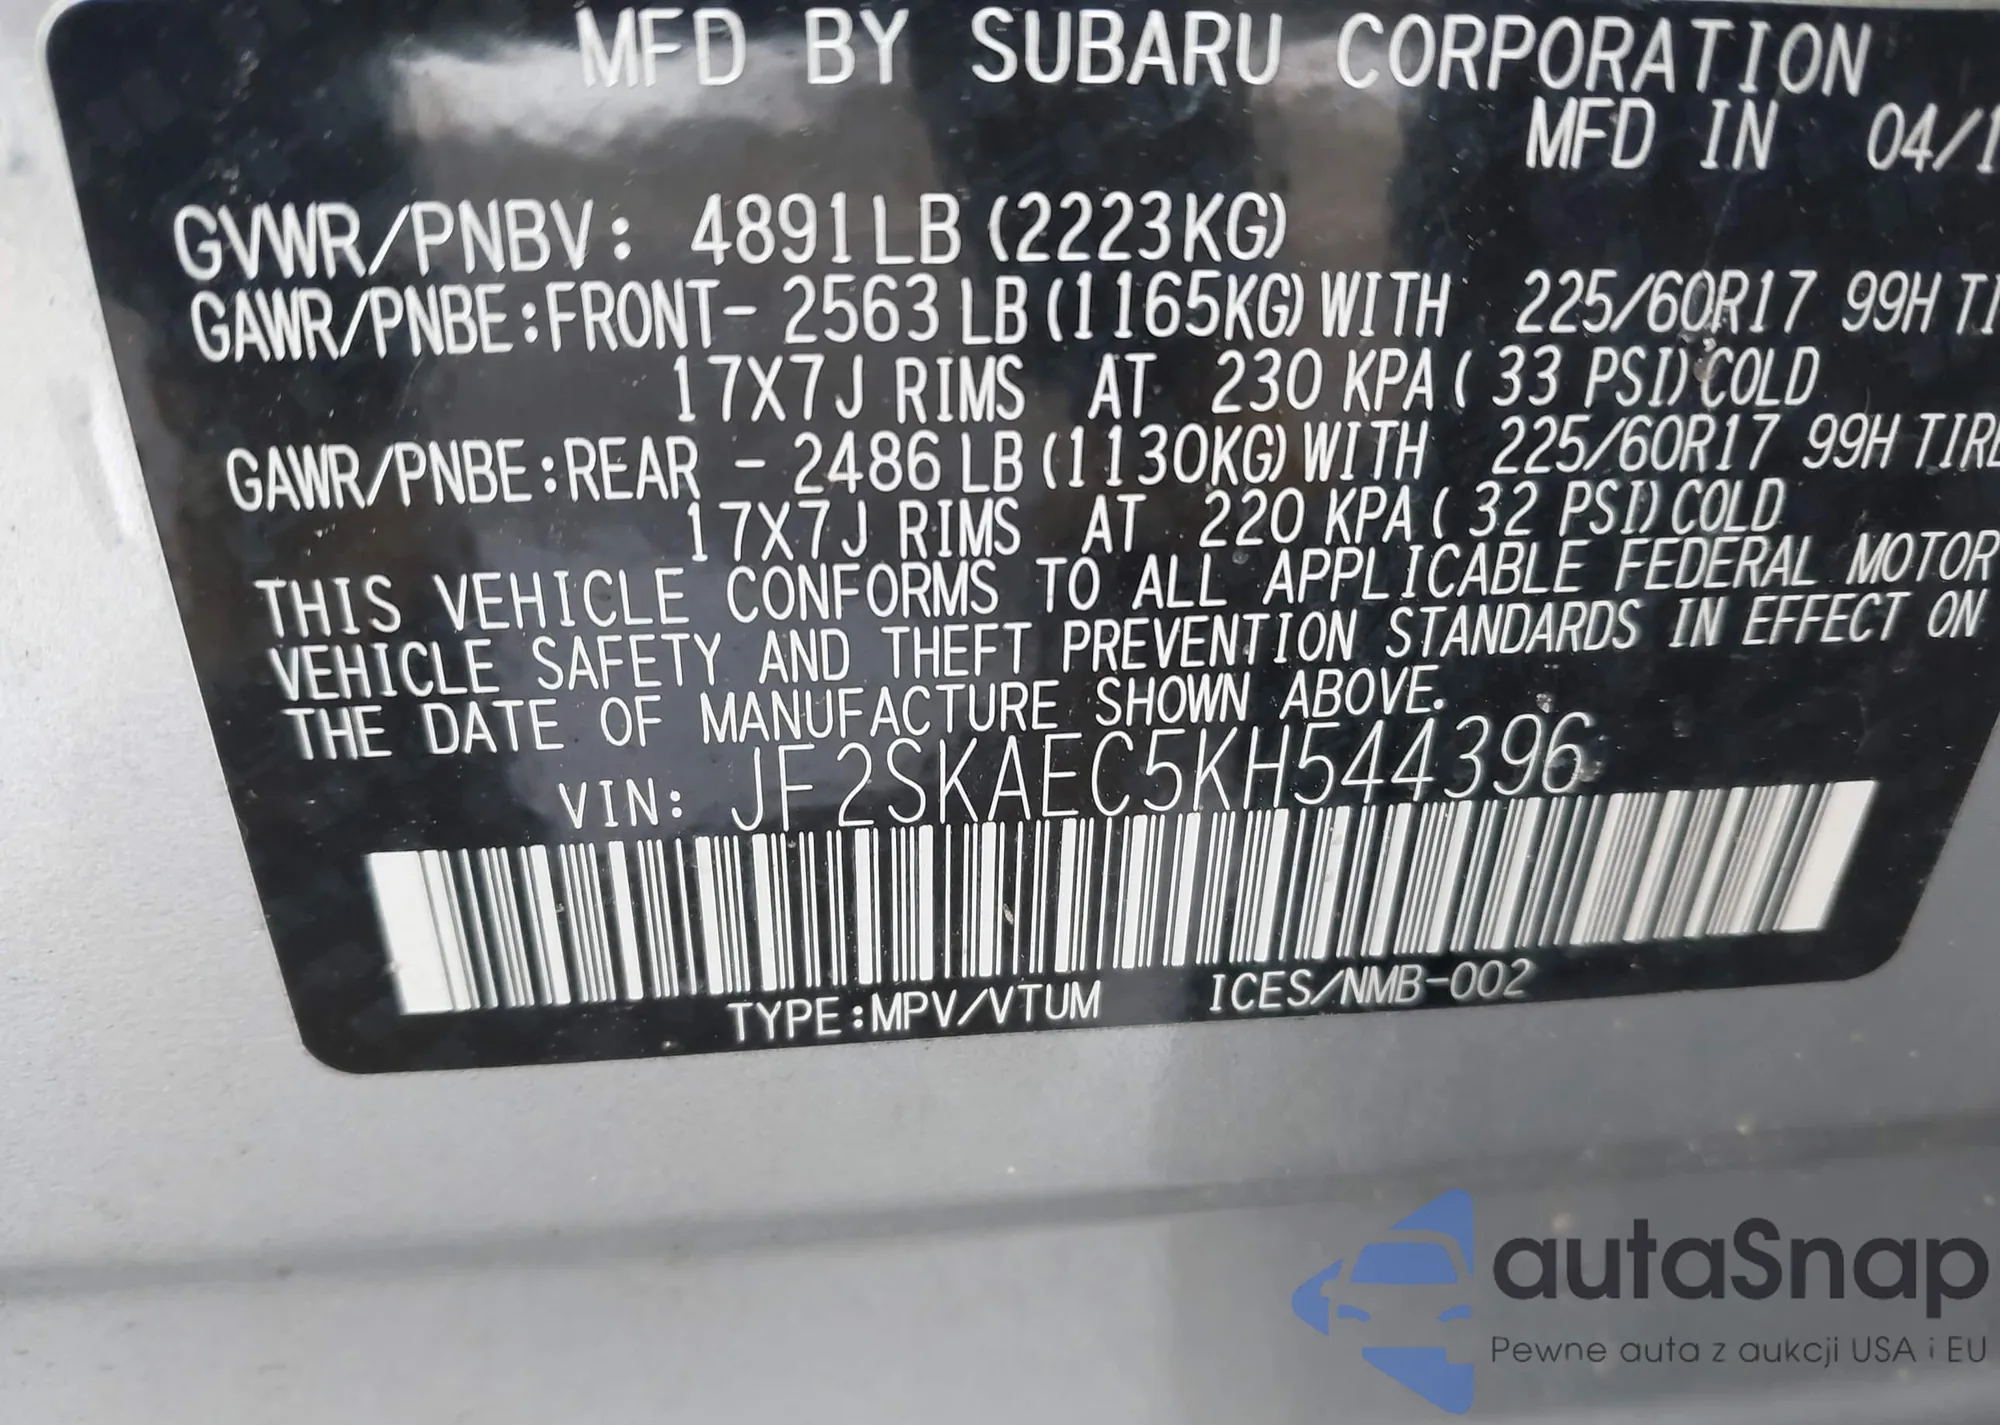 MFD BY SUBARU CORPORATION
MFD IN 04/1
GVWR/PNBV: 4891LB (2223KG)
GAWR/PNBE:FRONT- 2563 LB (1165KG) WITH 225/60R17 99H TI
17X7J RIMS AT 230 KPA ( 33 PSI) COLD
GAWR/PNBE:REAR - 2486 LB (1130KG) WITH 225/60R17 99H TIRE
17X7J RIMS AT 220 KPA ( 32 PSI) COLD
THIS VEHICLE CONFORMS TO ALL APPLICABLE FEDERAL MOTOR
VEHICLE SAFETY AND THEFT PREVENTION STANDARDS IN EFFECT ON
THE DATE OF MANUFACTURE SHOWN ABOVE.
VIN: JF2SKAEC5KH544396
TYPE:MPV/VTUM ICES/NMB-002
autaSnap
Pewne auta z aukcji USA i EU